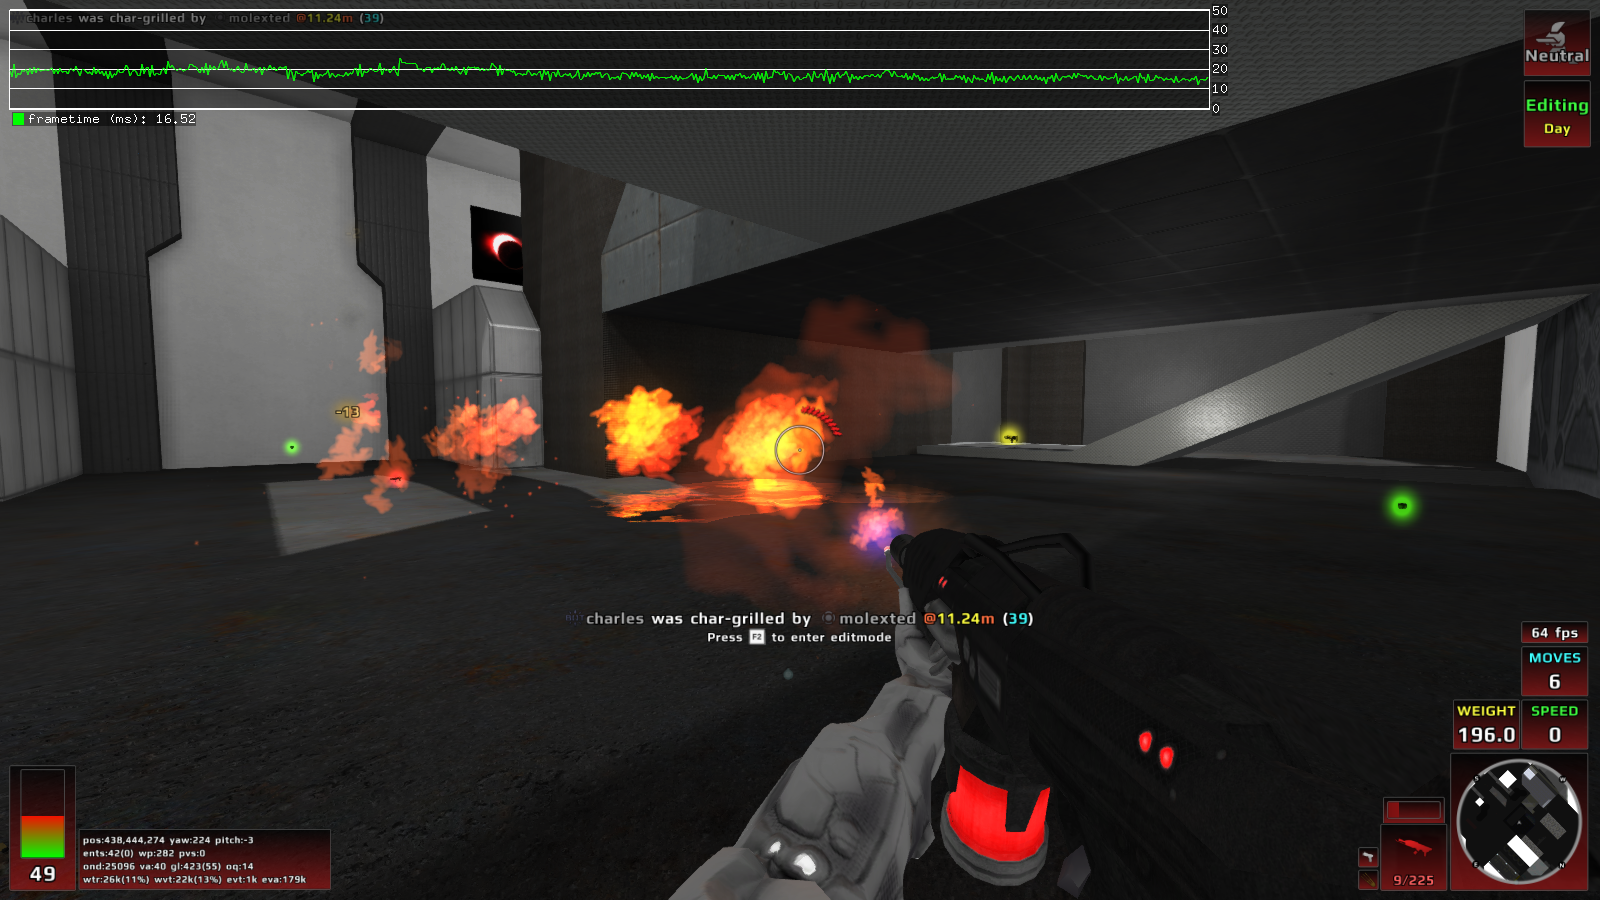 charles was char-grilled by molexted @11.24m (39)
50
40
30
20
10
0
frametime (ms): 16.52
Neutral
Editing
Day
-13
BOT charles was char-grilled by molexted @11.24m (39)
Press F2 to enter editmode
64 fps
MOVES
6
WEIGHT
196.0
SPEED
0
49
pos:438,444,274 yaw:224 pitch:-3
ents:42(0) wp:282 pvs:0
ond:25096 va:40 gl:423(55) oq:14
wtr:26k(11%) wvt:22k(13%) evt:1k eva:179k
9/225